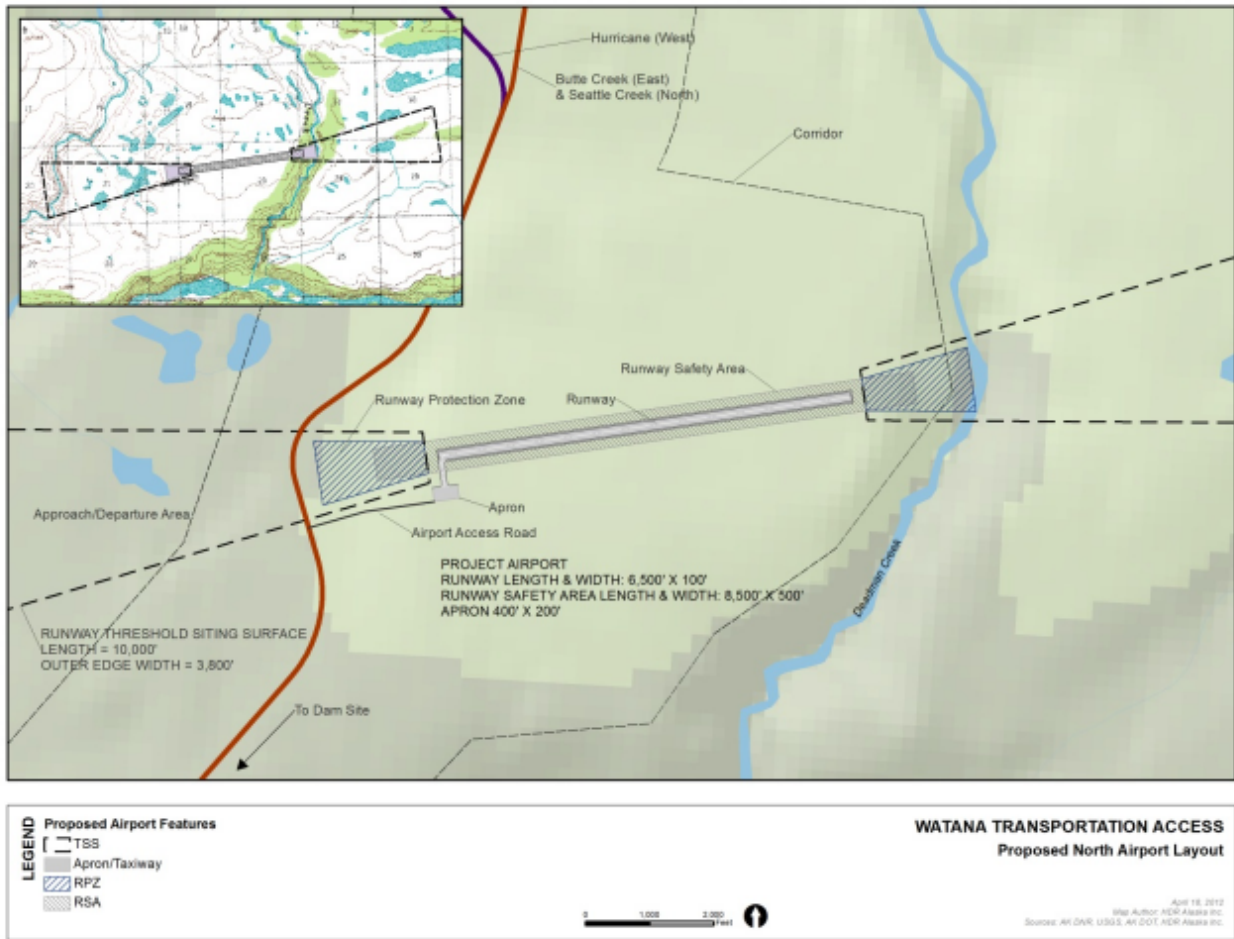 Hurricane (West)
Butte Creek (East)
& Seattle Creek (North)
Corridor
Runway Safety Area
Runway
Runway Protection Zone
Apron
Approach/Departure Area
Airport Access Road
PROJECT AIRPORT
RUNWAY LENGTH & WIDTH: 6,500' X 100'
RUNWAY SAFETY AREA LENGTH & WIDTH: 8,500' X 500'
APRON 400' X 200'
Deadman Creek
RUNWAY THRESHOLD SITING SURFACE
LENGTH = 10,000'
OUTER EDGE WIDTH = 3,800'
To Dam Site
LEGEND
Proposed Airport Features
TSS
Apron/Taxiway
RPZ
RSA
0 1,000 2,000
Feet
WATANA TRANSPORTATION ACCESS
Proposed North Airport Layout
April 18, 2012
Map Author: HDR Alaska Inc.
Sources: AK DNR, USGS, AK DOT, HDR Alaska Inc.